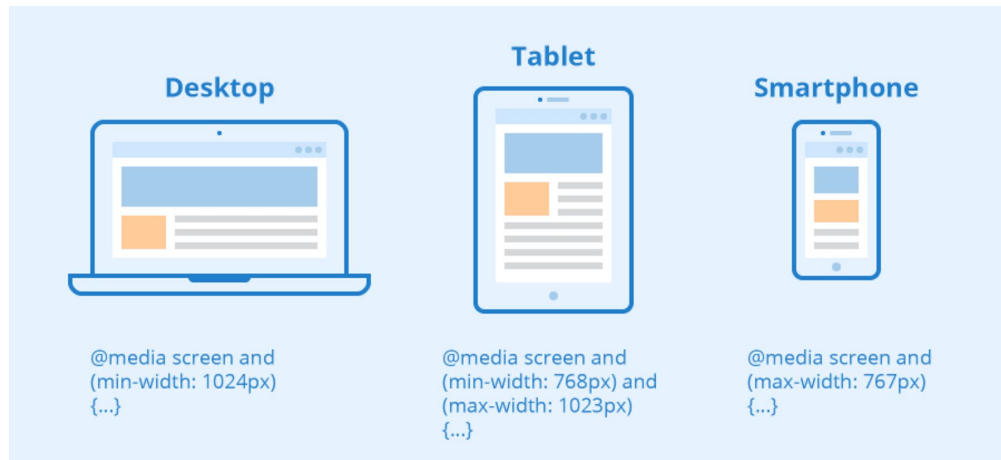 Desktop
@media screen and
(min-width: 1024px)
{...}
Tablet
@media screen and
(min-width: 768px) and
(max-width: 1023px)
{...}
Smartphone
@media screen and
(max-width: 767px)
{...}